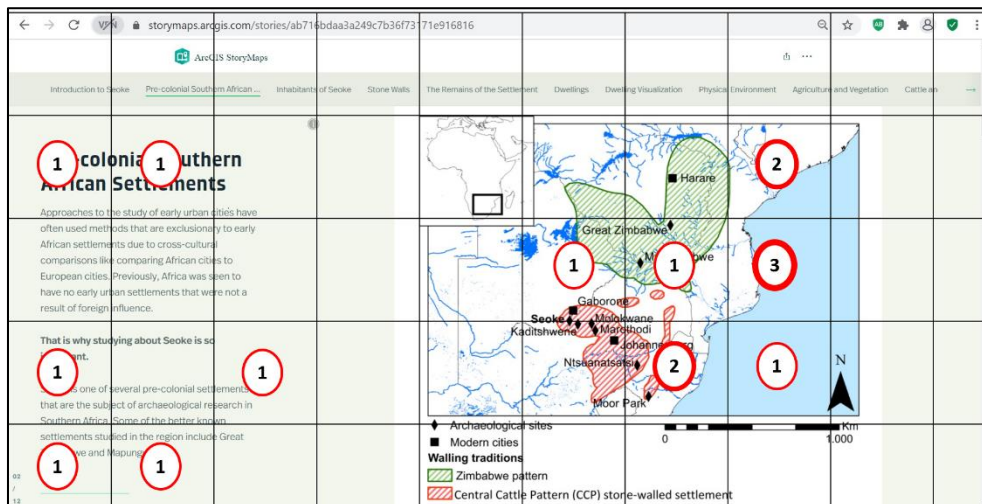 VPN storymaps.arcgis.com/stories/ab716bdaa3a249c7b36f73171e916816
ArcGIS StoryMaps
Introduction to Seoke Pre-colonial Southern African ... Inhabitants of Seoke Stone Walls The Remains of the Settlement Dwellings Dwelling Visualization Physical Environment Agriculture and Vegetation Cattle an
Pre-colonial Southern
African Settlements
Approaches to the study of early urban cities have
often used methods that are exclusionary to early
African settlements due to cross-cultural
comparisons like comparing African cities to
European cities. Previously, Africa was seen to
have no early urban settlements that were not a
result of foreign influence.
That is why studying about Seoke is so
important.
is one of several pre-colonial settlements
that are the subject of archaeological research in
Southern Africa. Some of the better known
settlements studied in the region include Great
and
02
/
13
1
1
2
1
1
3
1
1
2
1
1
1
Harare
Great Zimbabwe
Gaborone
Seoke
Molokwane
Kaditshwene
Marothodi
Johannesburg
Ntsuanatsatsi
Moor Park
N
Km
0 1.000
Archaeological sites
Modern cities
Walling traditions
Zimbabwe pattern
Central Cattle Pattern (CCP) stone-walled settlement